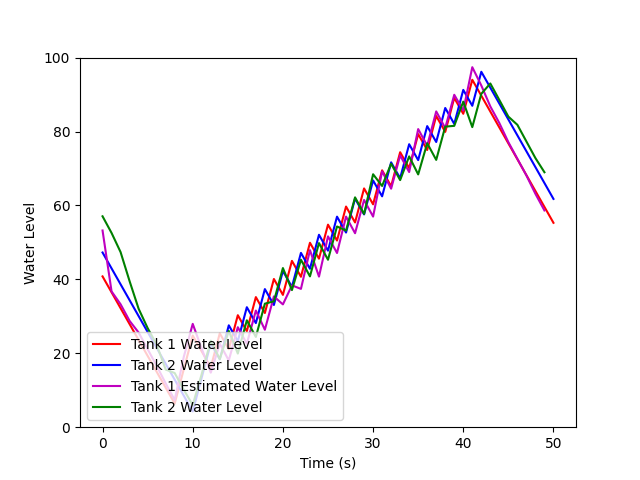 100
80
60
40
20
0
Water Level
Tank 1 Water Level
Tank 2 Water Level
Tank 1 Estimated Water Level
Tank 2 Water Level
0 10 20 30 40 50
Time (s)